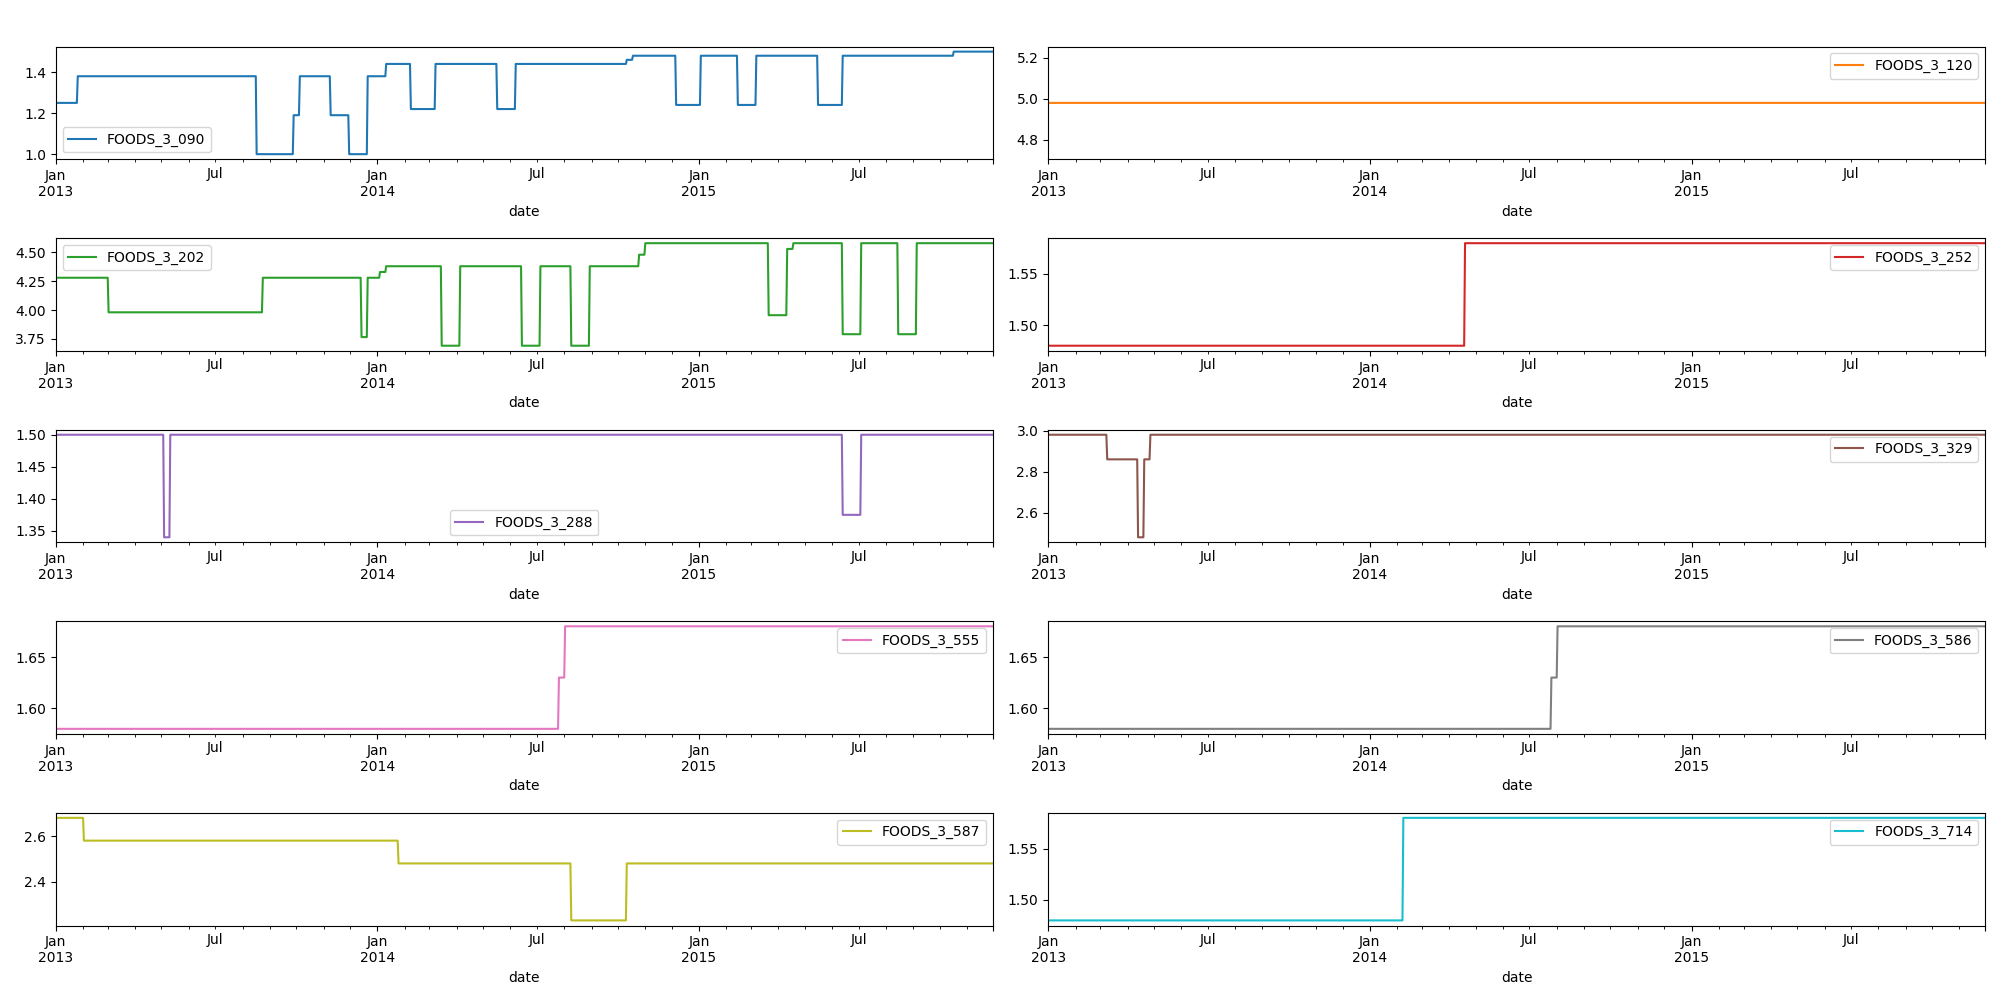 1.4
1.2
1.0
FOODS_3_090
Jan
2013
Jul
Jan
2014
Jul
Jan
2015
Jul
date
5.2
5.0
4.8
FOODS_3_120
Jan
2013
Jul
Jan
2014
Jul
Jan
2015
Jul
date
4.50
4.25
4.00
3.75
FOODS_3_202
Jan
2013
Jul
Jan
2014
Jul
Jan
2015
Jul
date
1.55
1.50
FOODS_3_252
Jan
2013
Jul
Jan
2014
Jul
Jan
2015
Jul
date
1.50
1.45
1.40
1.35
FOODS_3_288
Jan
2013
Jul
Jan
2014
Jul
Jan
2015
Jul
date
3.0
2.8
2.6
FOODS_3_329
Jan
2013
Jul
Jan
2014
Jul
Jan
2015
Jul
date
1.65
1.60
FOODS_3_555
Jan
2013
Jul
Jan
2014
Jul
Jan
2015
Jul
date
1.65
1.60
FOODS_3_586
Jan
2013
Jul
Jan
2014
Jul
Jan
2015
Jul
date
2.6
2.4
FOODS_3_587
Jan
2013
Jul
Jan
2014
Jul
Jan
2015
Jul
date
1.55
1.50
FOODS_3_714
Jan
2013
Jul
Jan
2014
Jul
Jan
2015
Jul
date